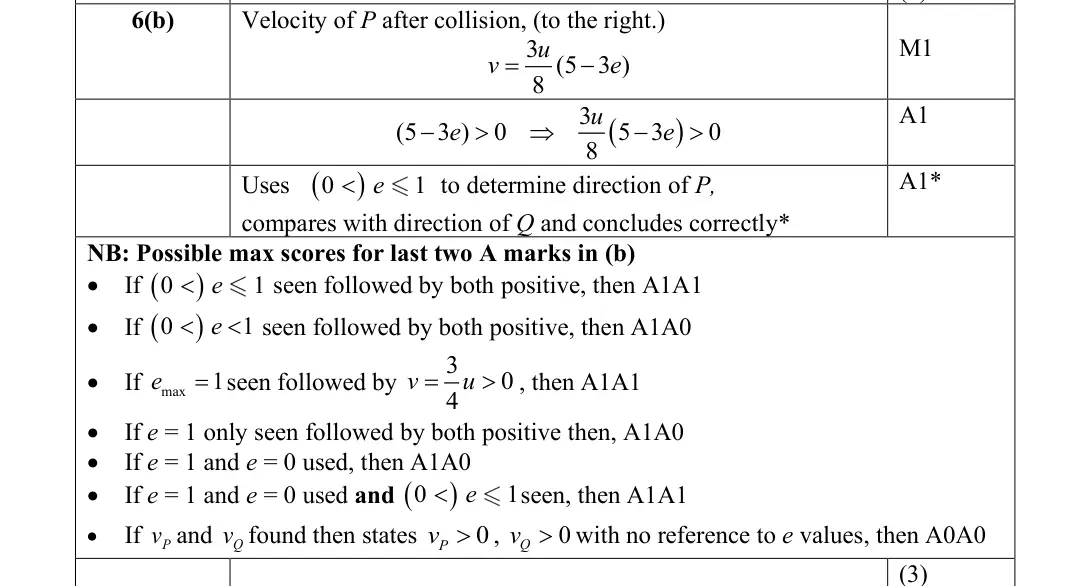 6(b) Velocity of P after collision, (to the right.)
v = 3u/8 (5 − 3e) M1
(5 − 3e) > 0 ⇒ 3u/8 (5 − 3e) > 0 A1
Uses (0 <) e ⩽ 1 to determine direction of P, A1*
compares with direction of Q and concludes correctly*
NB: Possible max scores for last two A marks in (b)
• If (0 <) e ⩽ 1 seen followed by both positive, then A1A1
• If (0 <) e <1 seen followed by both positive, then A1A0
• If e_max = 1 seen followed by v = 3/4 u > 0 , then A1A1
• If e = 1 only seen followed by both positive then, A1A0
• If e = 1 and e = 0 used, then A1A0
• If e = 1 and e = 0 used and (0 <) e ⩽ 1 seen, then A1A1
• If v_P and v_Q found then states v_P > 0 , v_Q > 0 with no reference to e values, then A0A0
(3)